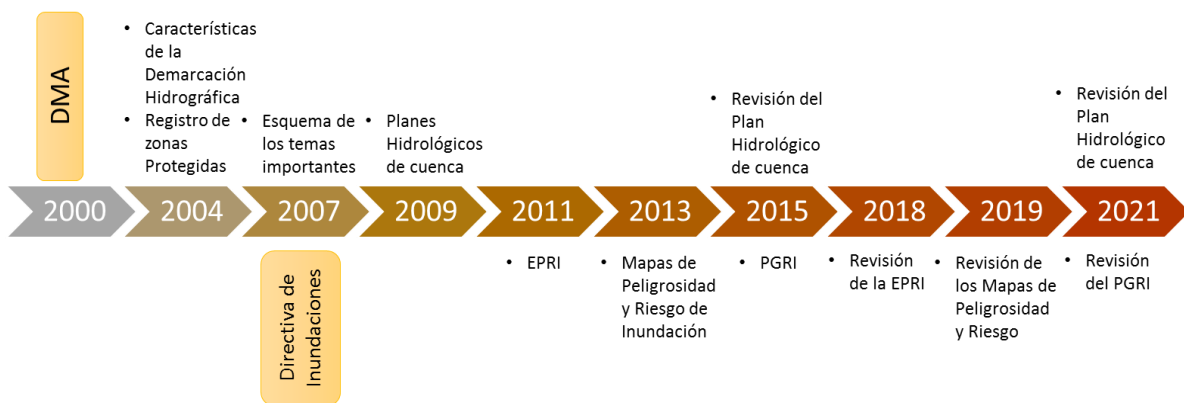 DMA
• Características
de la
Demarcación
Hidrográfica
• Registro de
zonas
Protegidas
• Esquema de
los temas
importantes
• Planes
Hidrológicos
de cuenca
• Revisión del
Plan
Hidrológico
de cuenca
• Revisión del
Plan
Hidrológico
de cuenca
2000
2004
2007
2009
2011
2013
2015
2018
2019
2021
Directiva de
Inundaciones
• EPRI
• Mapas de
Peligrosidad
y Riesgo de
Inundación
• PGRI
• Revisión
de la EPRI
• Revisión de
los Mapas de
Peligrosidad
y Riesgo
• Revisión
del PGRI